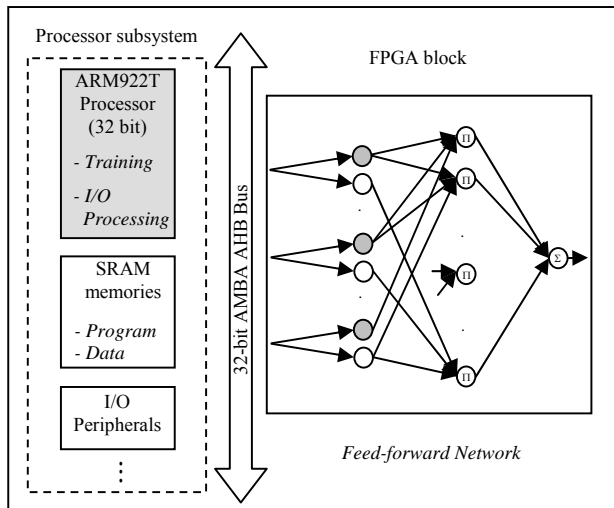 Processor subsystem
ARM922T
Processor
(32 bit)
- Training
- I/O
Processing
SRAM
memories
- Program
- Data
I/O
Peripherals
32-bit AMBA AHB Bus
FPGA block
Π
Π
Π
Π
Σ
Feed-forward Network